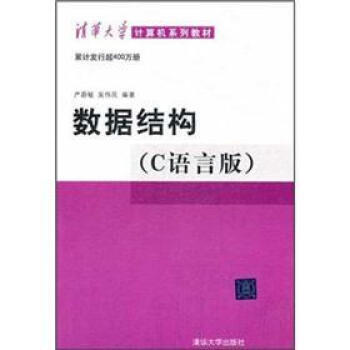 清华大学 计算机系列教材
累计发行超400万册
严蔚敏 吴伟民 编著
数据结构
(C语言版)
清华大学出版社